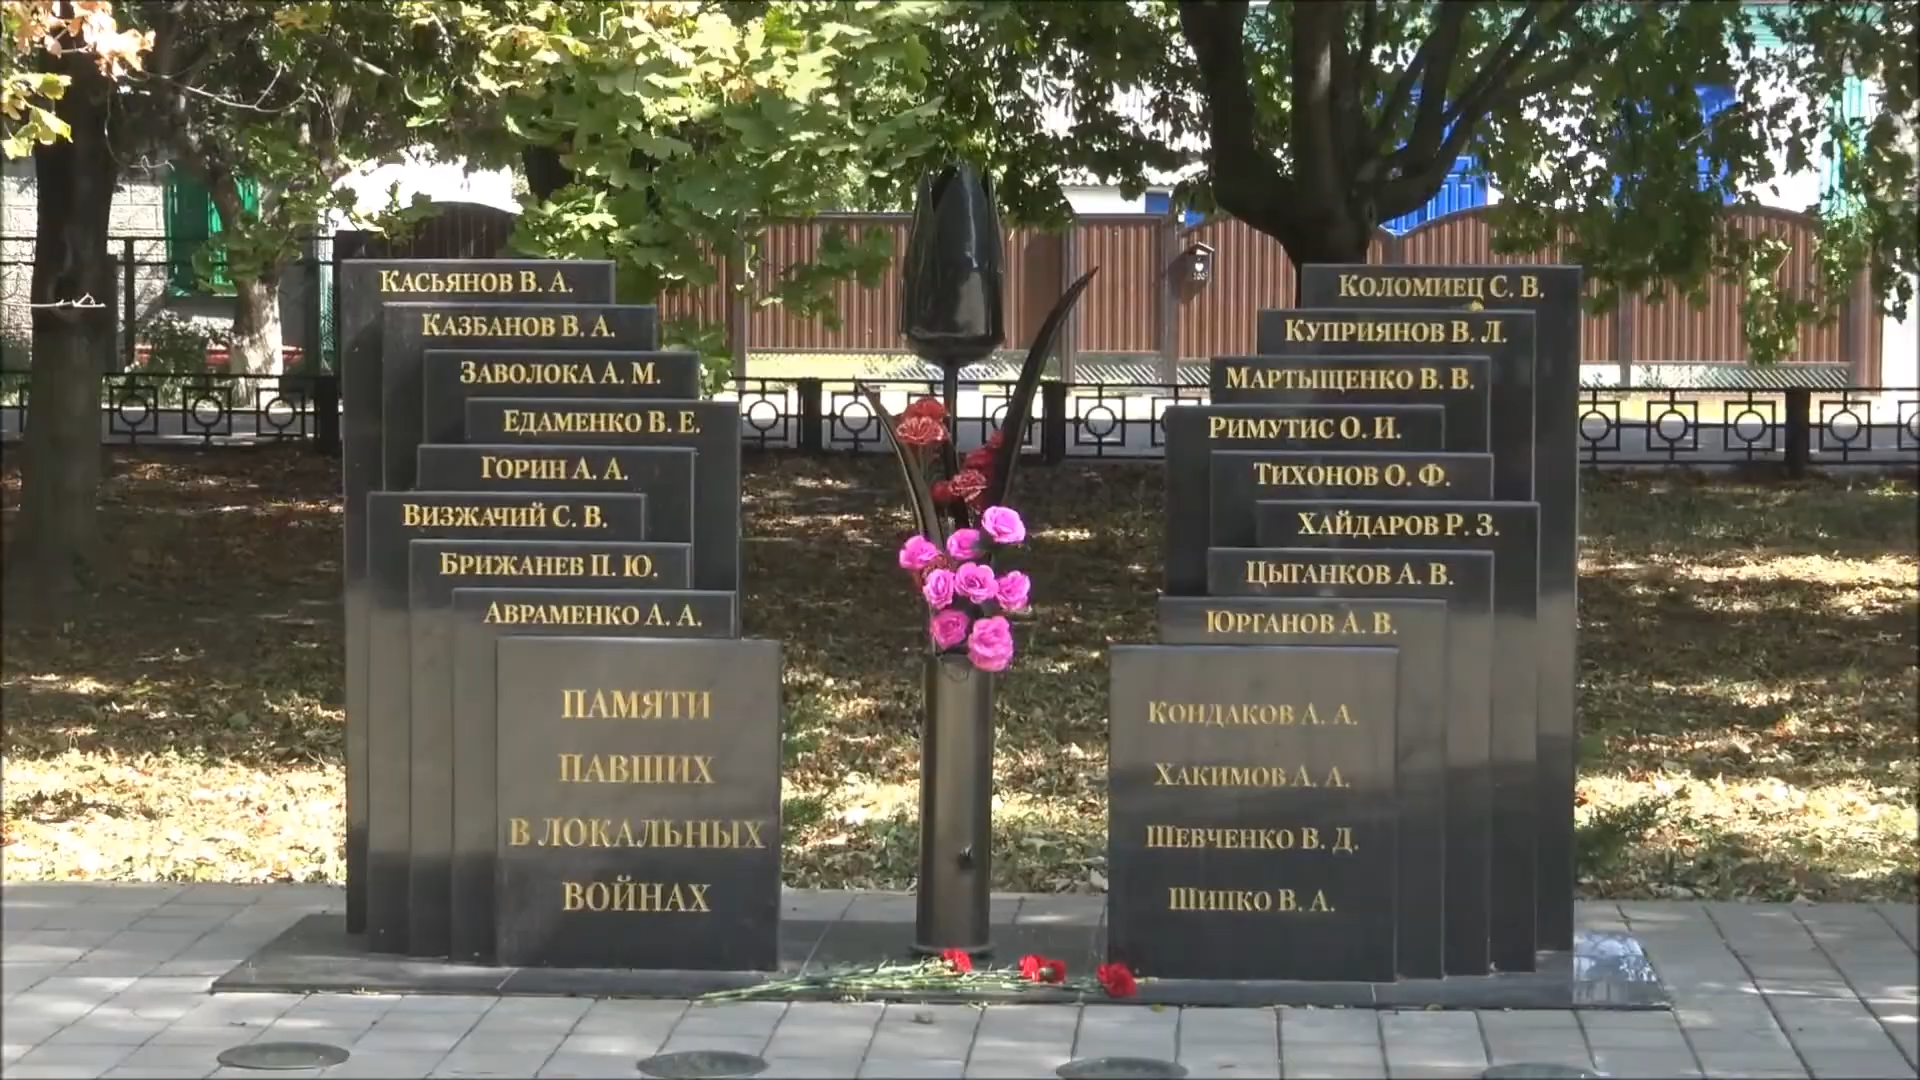 КАСЬЯНОВ В. А.
КАЗБАНОВ В. А.
ЗАВОЛОКА А. М.
ЕДАМЕНКО В. Е.
ГОРИН А. А.
ВИЗЖАЧИЙ С. В.
БРИЖАНЕВ П. Ю.
АВРАМЕНКО А. А.
ПАМЯТИ
ПАВШИХ
В ЛОКАЛЬНЫХ
ВОЙНАХ
КОЛОМИЕЦ С. В.
КУПРИЯНОВ В. Л.
МАРТЫЩЕНКО В. В.
РИМУТИС О. И.
ТИХОНОВ О. Ф.
ХАЙДАРОВ Р. З.
ЦЫГАНКОВ А. В.
ЮРГАНОВ А. В.
КОНДАКОВ А. А.
ХАКИМОВ А. А.
ШЕВЧЕНКО В. Д.
ШИПКО В. А.